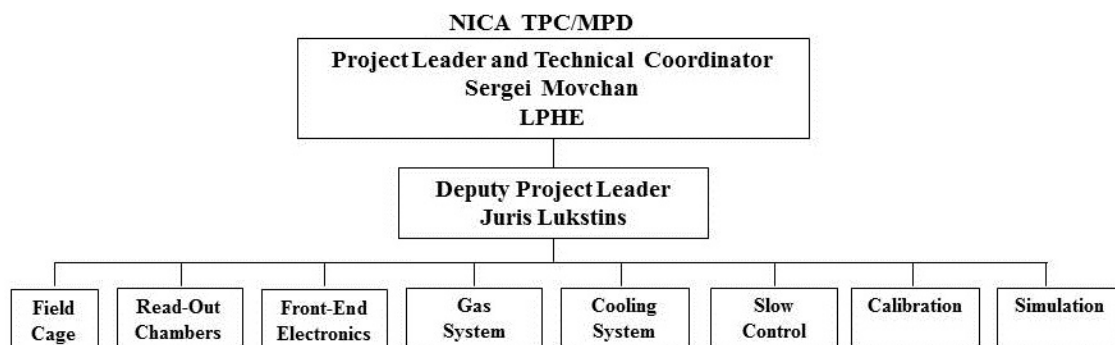 NICA TPC/MPD
Project Leader and Technical Coordinator
Sergei Movchan
LPHE
Deputy Project Leader
Juris Lukstins
Field
Cage
Read-Out
Chambers
Front-End
Electronics
Gas
System
Cooling
System
Slow
Control
Calibration
Simulation